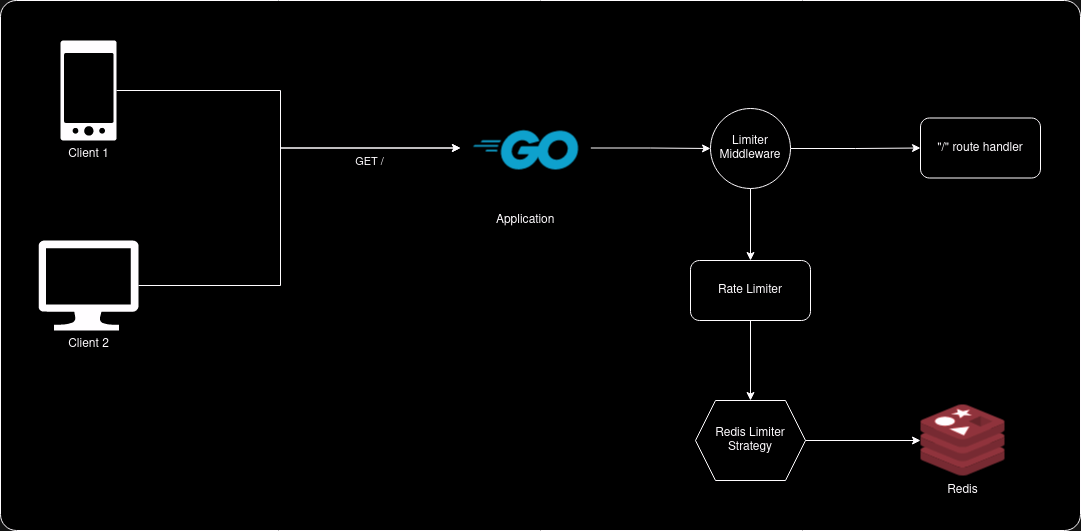 Client 1
GET /
GO
Application
Limiter
Middleware
"/" route handler
Rate Limiter
Client 2
Redis Limiter
Strategy
Redis